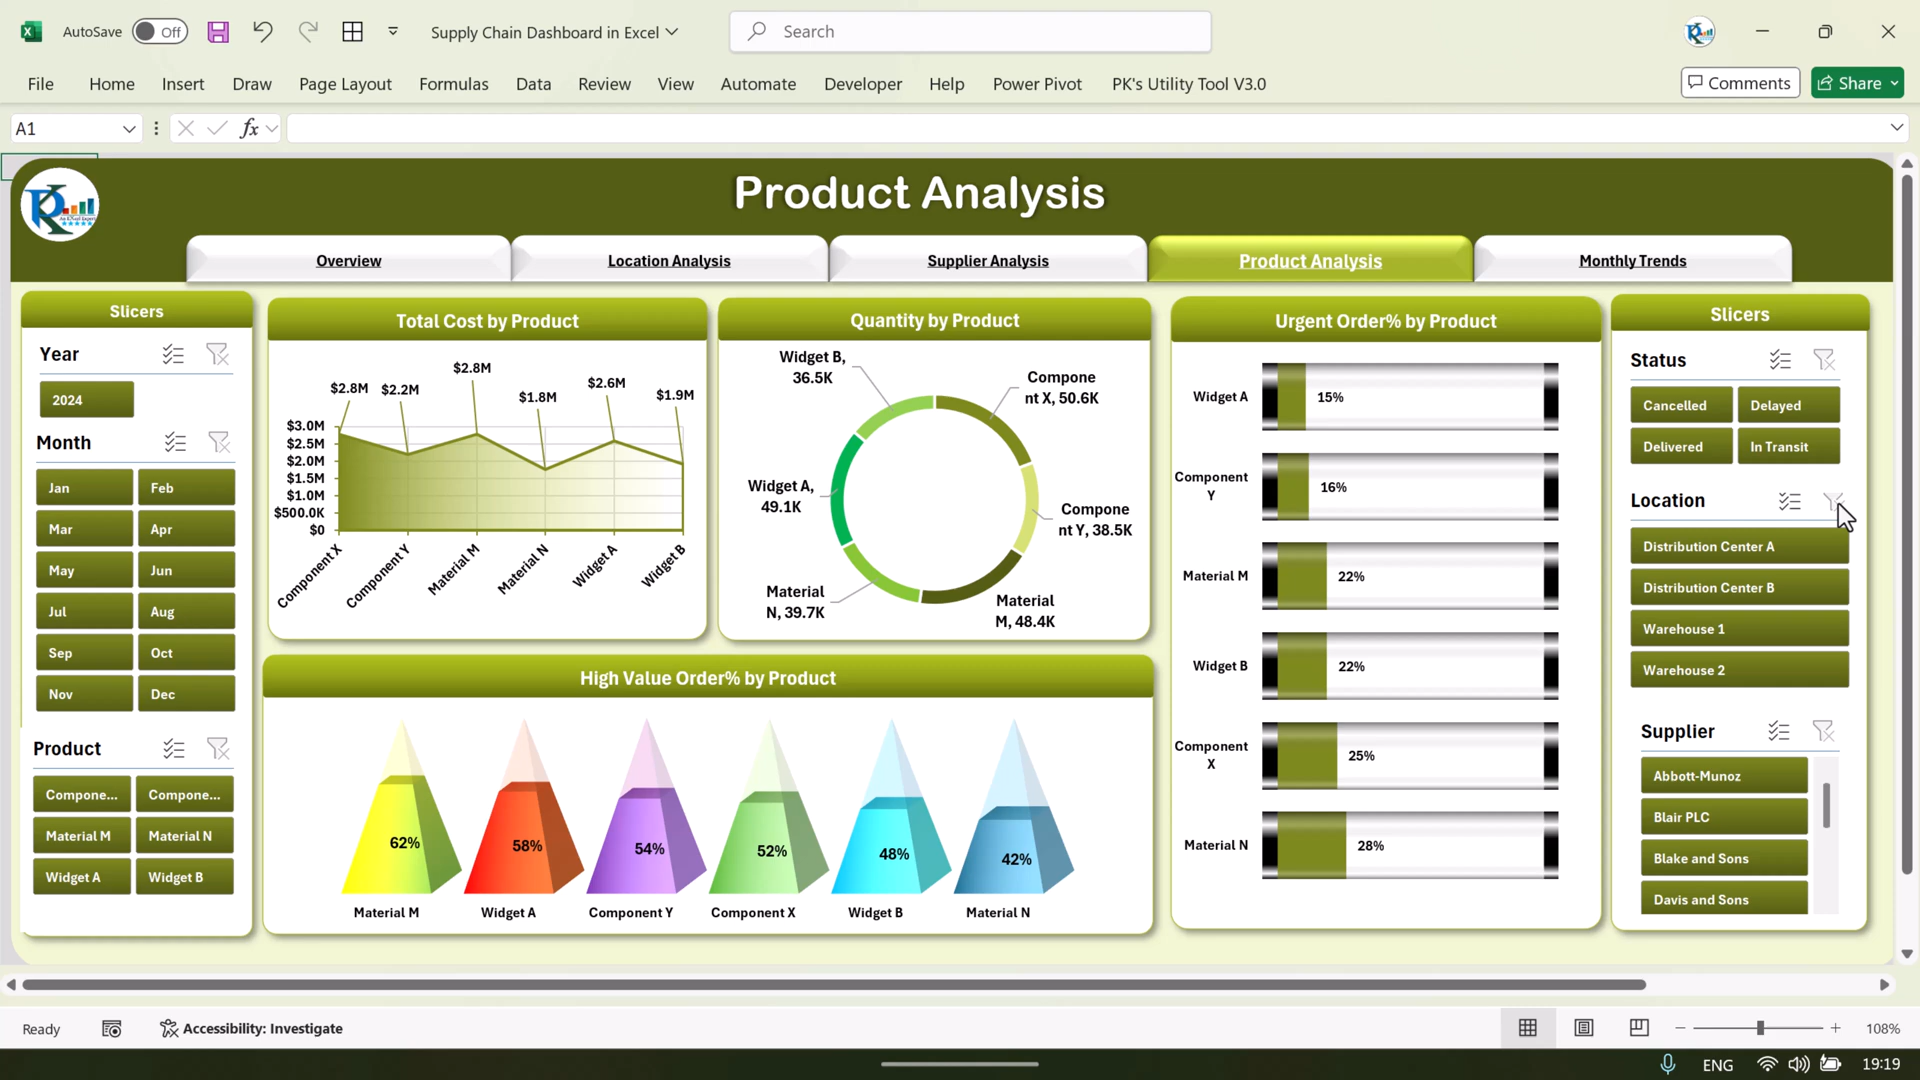 AutoSave Off Supply Chain Dashboard in Excel Search
File Home Insert Draw Page Layout Formulas Data Review View Automate Developer Help Power Pivot PK's Utility Tool V3.0 Comments Share
A1 fx
Product Analysis
Overview Location Analysis Supplier Analysis Product Analysis Monthly Trends
Slicers
Year
2024
Month
Jan Feb
Mar Apr
May Jun
Jul Aug
Sep Oct
Nov Dec
Product
Compone... Compone...
Material M Material N
Widget A Widget B
Total Cost by Product
$2.8M $2.2M $2.8M $1.8M $2.6M $1.9M
$3.0M
$2.5M
$2.0M
$1.5M
$1.0M
$500.0K
$0
Component X Component Y Material M Material N Widget A Widget B
Quantity by Product
Widget B,
36.5K
Compone
nt X, 50.6K
Widget A,
49.1K
Compone
nt Y, 38.5K
Material
N, 39.7K
Material
M, 48.4K
High Value Order% by Product
62% 58% 54% 52% 48% 42%
Material M Widget A Component Y Component X Widget B Material N
Urgent Order% by Product
Widget A 15%
Component
Y 16%
Material M 22%
Widget B 22%
Component
X 25%
Material N 28%
Slicers
Status
Cancelled Delayed
Delivered In Transit
Location
Distribution Center A
Distribution Center B
Warehouse 1
Warehouse 2
Supplier
Abbott-Munoz
Blair PLC
Blake and Sons
Davis and Sons
Ready Accessibility: Investigate 108%
ENG 19:19